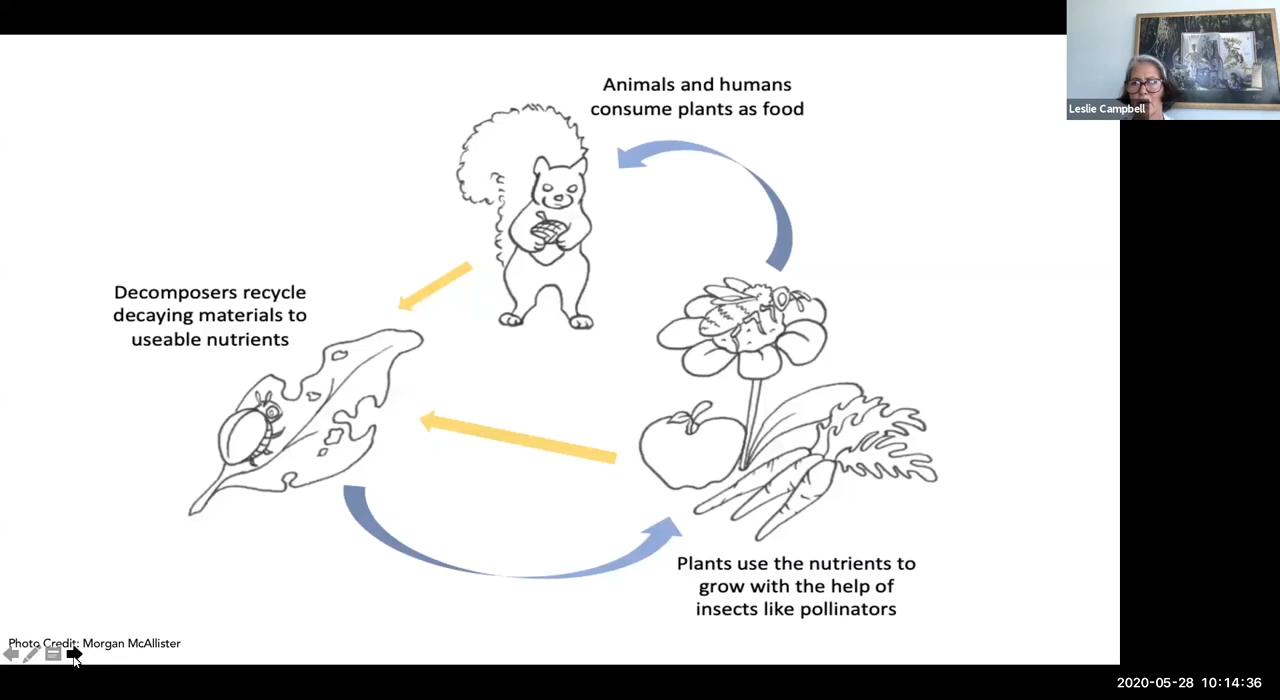 Animals and humans
consume plants as food
Leslie Campbell
Decomposers recycle
decaying materials to
useable nutrients
Plants use the nutrients to
grow with the help of
insects like pollinators
Photo Credit: Morgan McAllister
2020-05-28 10:14:36